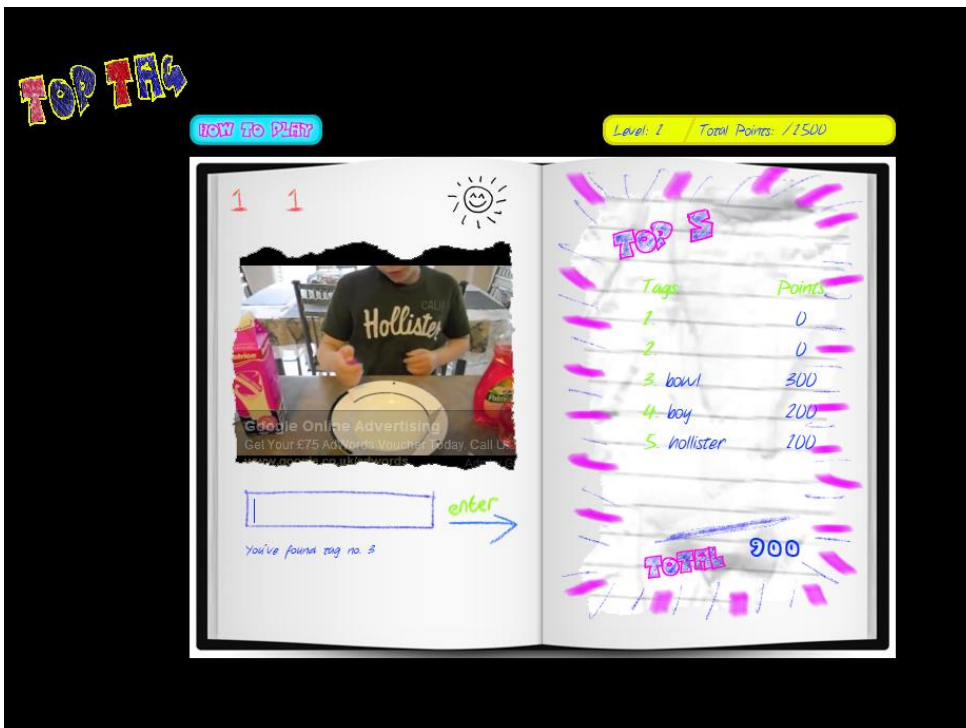 TOP TAG
HOW TO PLAY
Level: 1 / Total Points: /1500
1 1
TOP 5
Tags Points
1. 0
2. 0
3. bowl 300
4. boy 200
5. hollister 100
CALIF
Hollister
Google Online Advertising
Get Your £75 AdWords Voucher Today. Call Us
www.google.co.uk/adwords
enter
You've found tag no. 3
TOTAL 900